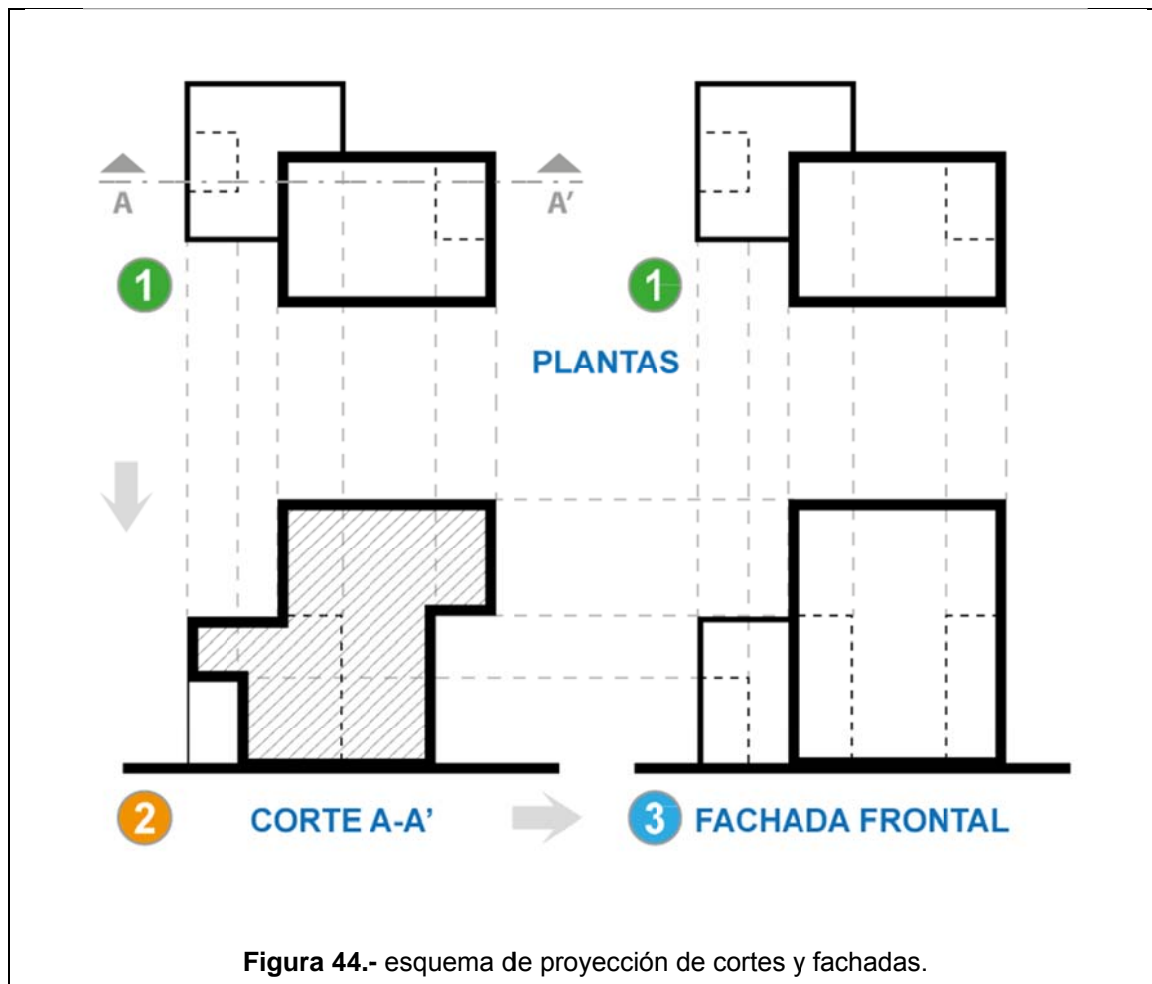 A A'
1 1
PLANTAS
2 CORTE A-A' 3 FACHADA FRONTAL
Figura 44.- esquema de proyección de cortes y fachadas.